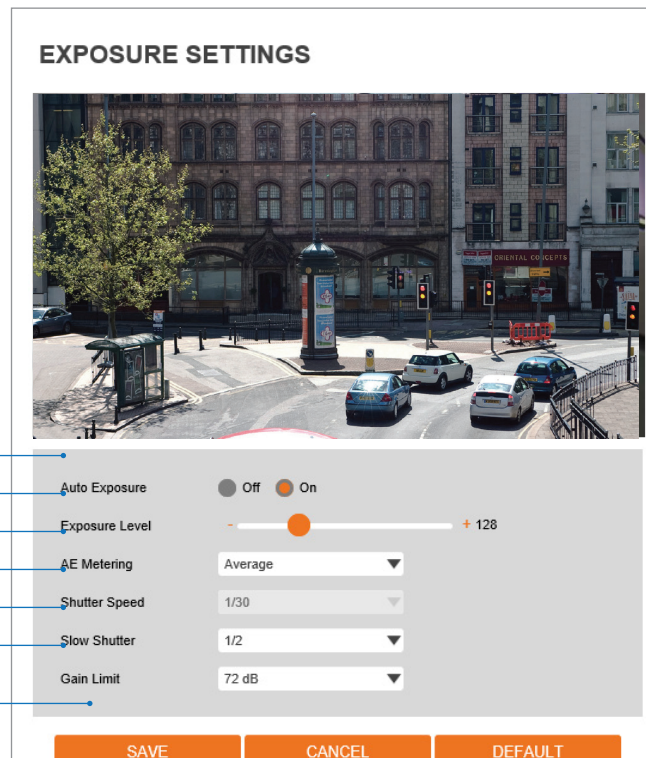 EXPOSURE SETTINGS
ORIENTAL CONCEPTS
Auto Exposure Off On
Exposure Level - + 128
AE Metering Average
Shutter Speed 1/30
Slow Shutter 1/2
Gain Limit 72 dB
SAVE CANCEL DEFAULT